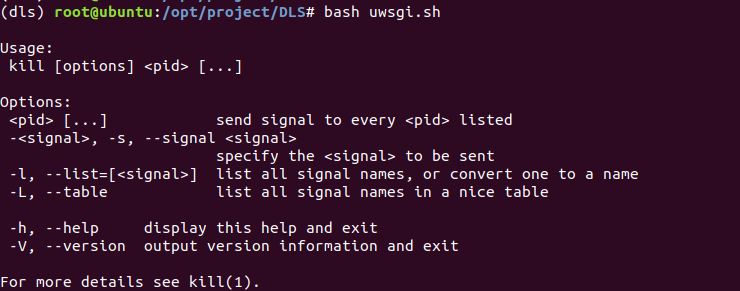 (dls) root@ubuntu:/opt/project/DLS# bash uwsgi.sh
Usage:
 kill [options] <pid> [...]
Options:
 <pid> [...]            send signal to every <pid> listed
 -<signal>, -s, --signal <signal>
                        specify the <signal> to be sent
 -l, --list=[<signal>]  list all signal names, or convert one to a name
 -L, --table            list all signal names in a nice table
 -h, --help     display this help and exit
 -V, --version  output version information and exit
For more details see kill(1).